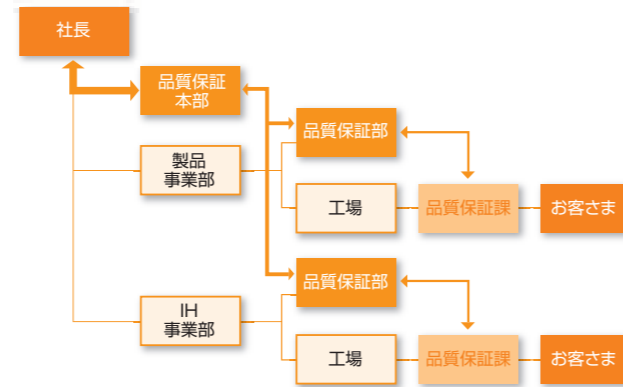 社長
品質保証
本部
品質保証部
製品
事業部
工場
品質保証課
お客さま
品質保証部
IH
事業部
工場
品質保証課
お客さま